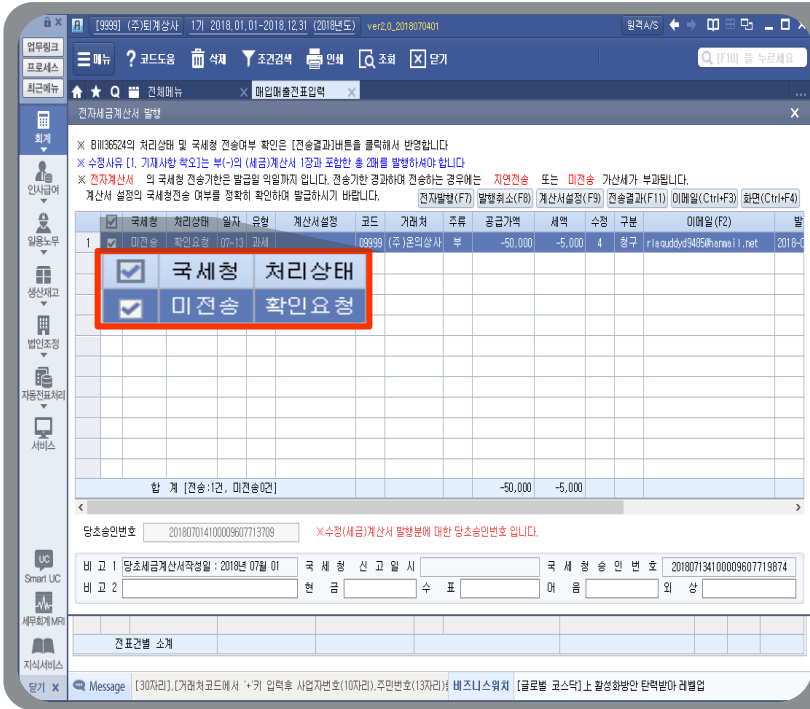 [9999] (주)퇴계상사 1기 2018.01.01-2018.12.31 (2018년도) ver2.0_2018070401 원격A/S
업무링크
프로세스
최근메뉴
메뉴 ? 코드도움 삭제 조건검색 인쇄 조회 닫기 [F10] 을 누르세요
전체메뉴 × 매입매출전표입력 ×
전자세금계산서 발행 X
※ Bill36524의 처리상태 및 국세청 전송여부 확인은 [전송결과]버튼을 클릭해서 반영합니다
※ 수정사유 [1. 기재사항 착오]는 부(-)의 (세금)계산서 1장과 포함한 총 2매를 발행하셔야 합니다
※ 전자계산서 의 국세청 전송기한은 발급일 익일까지 입니다. 전송기한 경과하여 전송하는 경우에는 지연전송 또는 미전송 가산세가 부과됩니다.
계산서 설정의 국세청전송 여부를 정확히 확인하여 발급하시기 바랍니다.
전자발행(F7) 발행취소(F8) 계산서설정(F9) 전송결과(F11) 이메일(Ctrl+F3) 화면(Ctrl+F4)
국세청 처리상태 일자 유형 계산서설정 코드 거래처 주류 공급가액 세액 수정 구분 이메일(F2) 발
1 미전송 확인요청 07-13 과세 09999 (주)온익상사 부 -50,000 -5,000 4 청구 rlaquddyd9485@hanmail.net 2018-0
국세청 처리상태
미전송 확인요청
합 계 [전송:1건, 미전송0건] -50,000 -5,000
당초승인번호 201807014100009607713709 ※수정(세금)계산서 발행분에 대한 당초승인번호 입니다.
비 고 1 당초세금계산서작성일 : 2018년 07월 01 국 세 청 신 고 일 시 국 세 청 승 인 번 호 201807134100009607719874
비 고 2 현 금 수 표 어 음 외 상
전표건별 소계
회계
인사급여
일용노무
생산재고
법인조정
자동전표처리
서비스
UC
Smart UC
세무회계MRI
지식서비스
닫기 X
Message [30자리],[거래처코드에서 '+'키 입력후 사업자번호(10자리),주민번호(13자리) 비즈니스워치 [글로벌 코스닥]上 활성화방안 탄력받아 레벨업